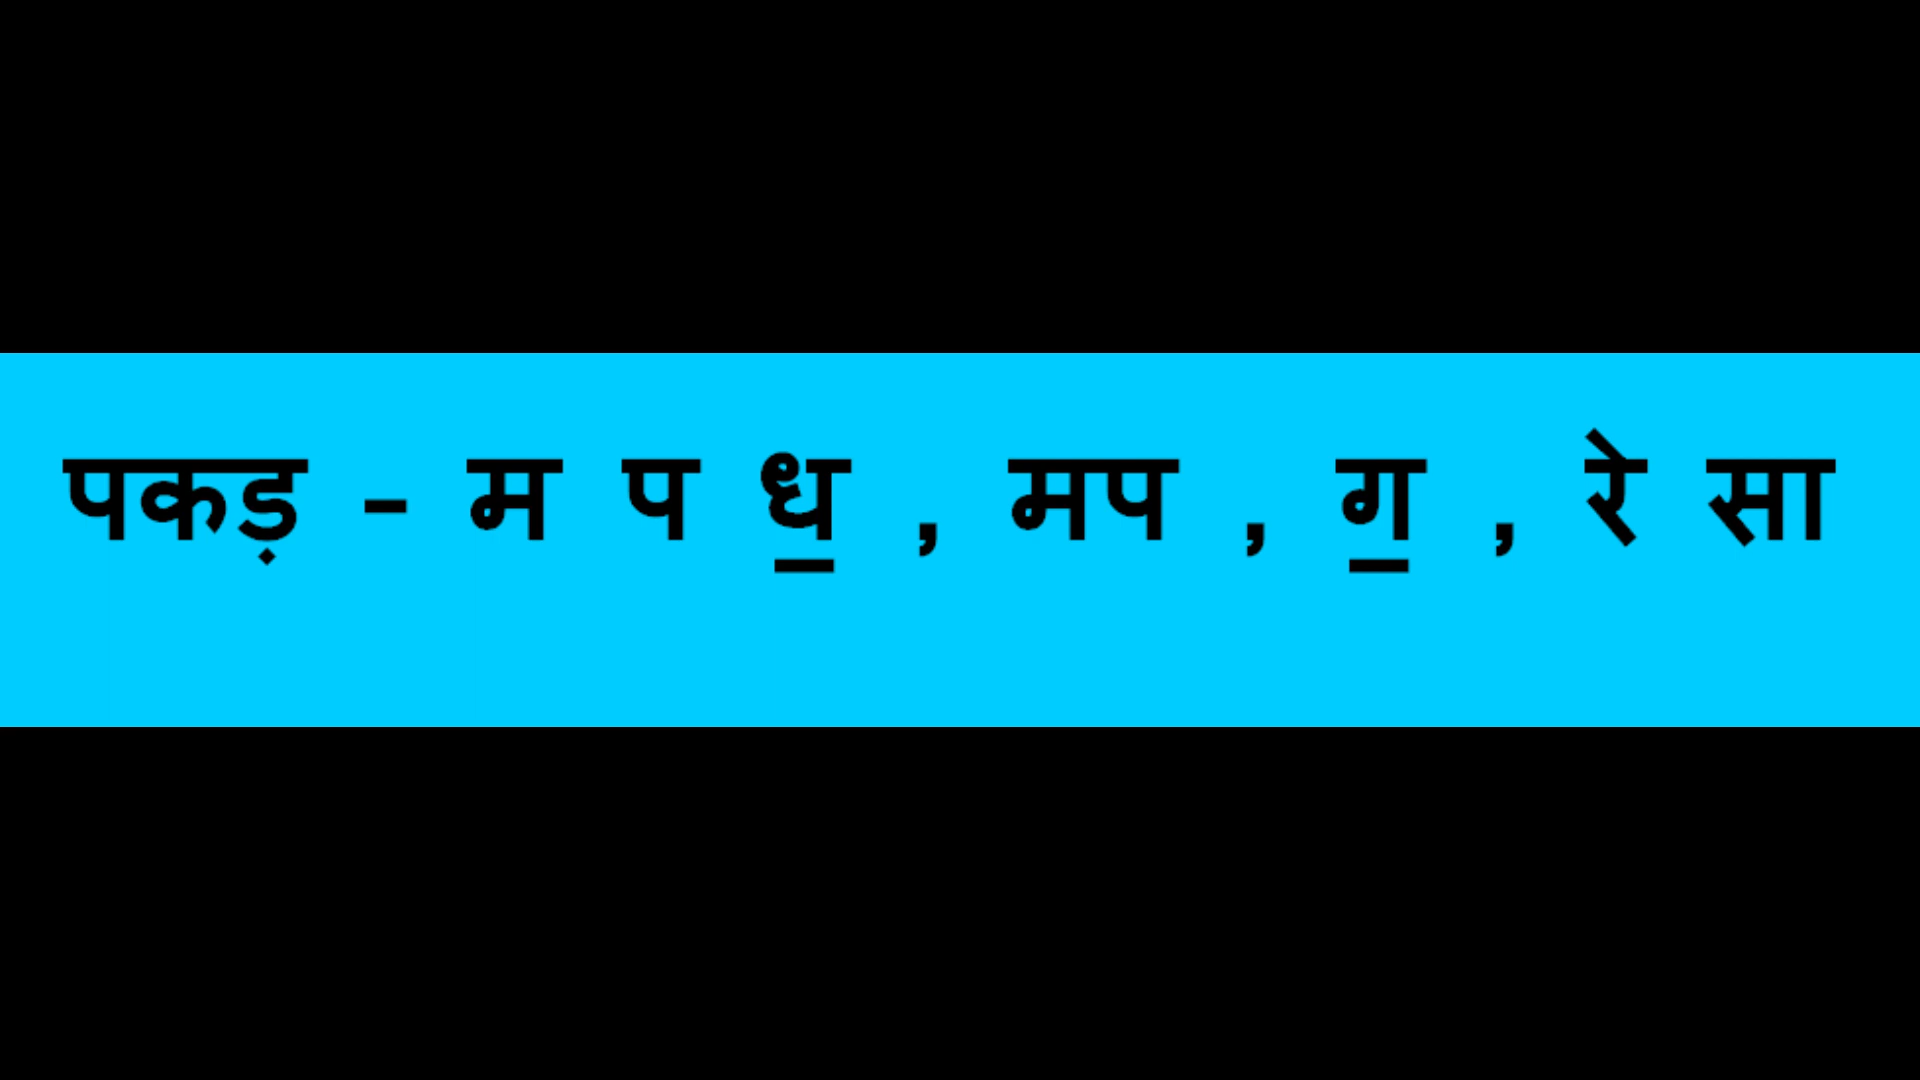 पकड़ - म प ध॒ , मप , ग॒ , रे सा